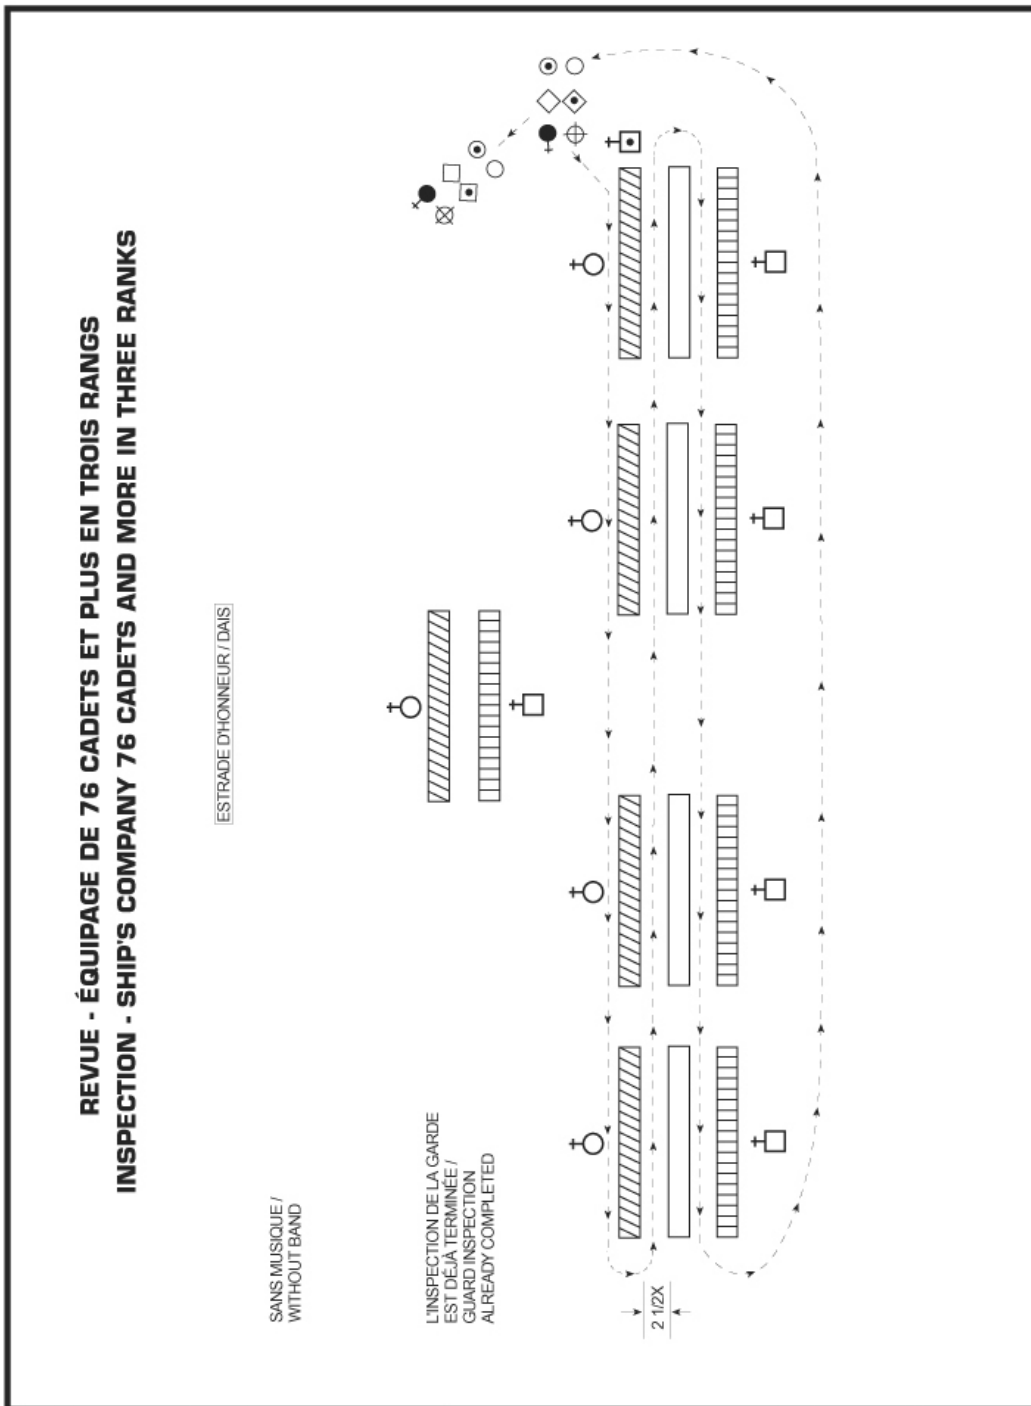 REVUE - ÉQUIPAGE DE 76 CADETS ET PLUS EN TROIS RANGS
INSPECTION - SHIP'S COMPANY 76 CADETS AND MORE IN THREE RANKS
ESTRADE D'HONNEUR / DAIS
SANS MUSIQUE /
WITHOUT BAND
L'INSPECTION DE LA GARDE
EST DÉJÀ TERMINÉE /
GUARD INSPECTION
ALREADY COMPLETED
2 1/2X